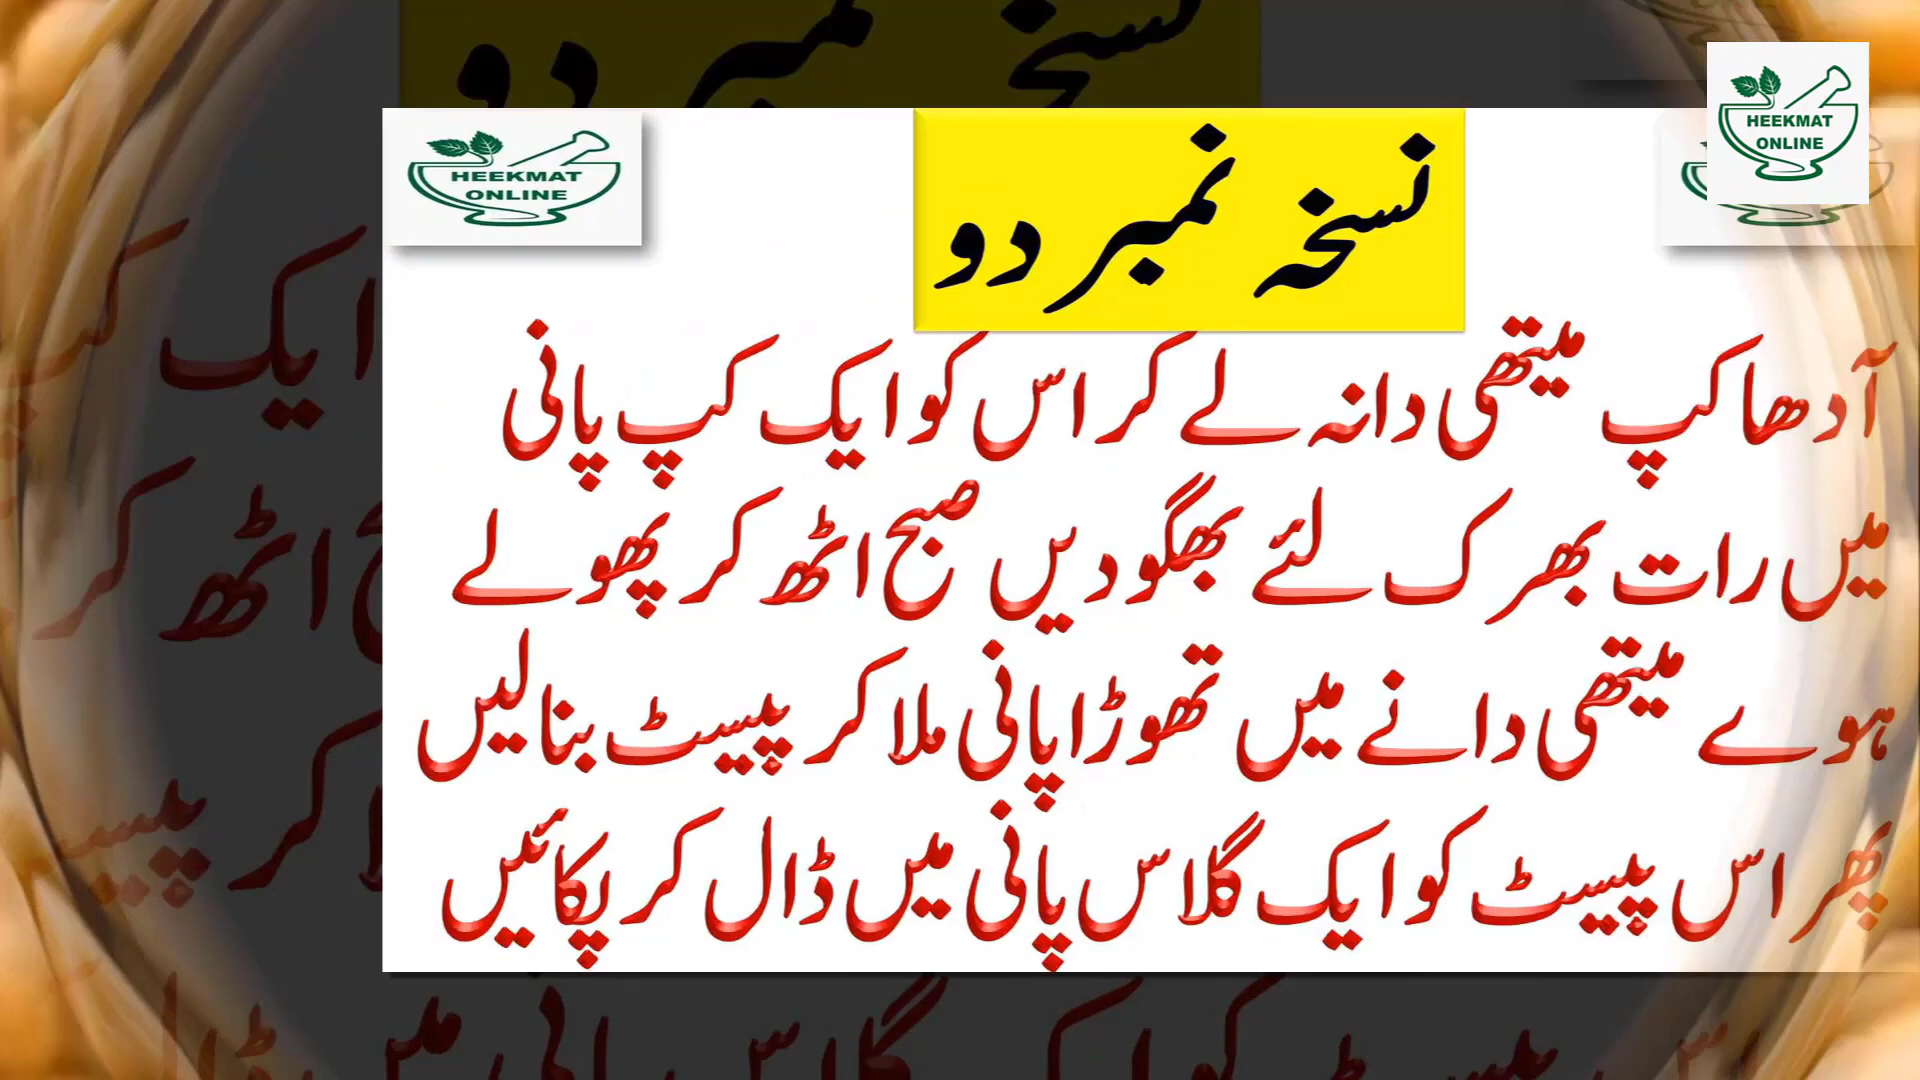 HEEKMAT
ONLINE
HEEKMAT
ONLINE
نسخہ نمبر دو
آدھا کپ میتھی دانہ لے کر اس کو ایک کپ پانی
میں رات بھر ک لئے بھگو دیں صبح اٹھ کر پھولے
ہوے میتھی دانے میں تھوڑا پانی ملا کر پیسٹ بنا لیں
پھر اس پیسٹ کو ایک گلاس پانی میں ڈال کر پکائیں